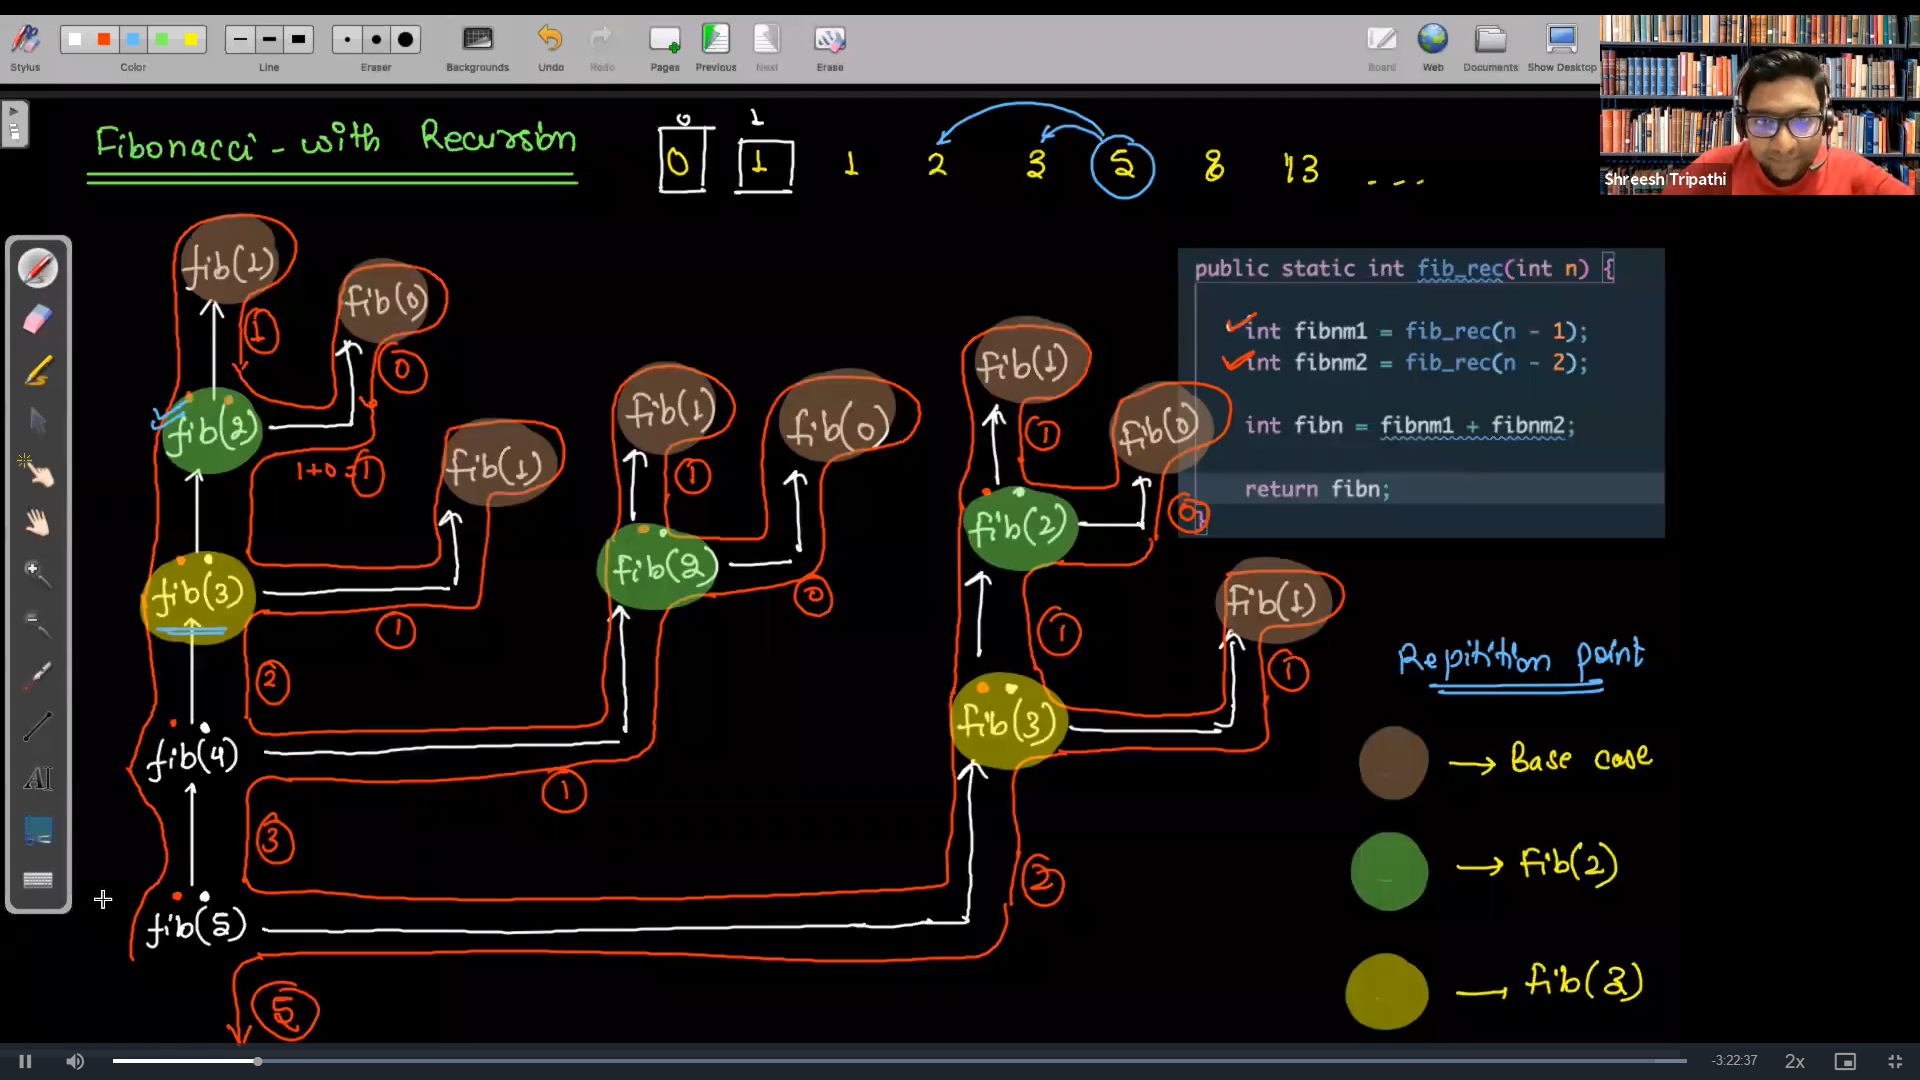 Stylus Color Line Eraser Backgrounds Undo Redo Pages Previous Next Erase Board Web Documents Show Desktop
Shreesh Tripathi
Fibonacci - with Recursion
0 1
0 1 1 2 3 5 8 13 ...
public static int fib_rec(int n) {
int fibnm1 = fib_rec(n - 1);
int fibnm2 = fib_rec(n - 2);
int fibn = fibnm1 + fibnm2;
return fibn;
}
fib(1)
fib(0)
1
0
fib(2)
1+0=1
fib(1)
fib(3)
1
2
fib(1)
fib(0)
1
fib(2)
0
fib(4)
1
3
fib(1)
fib(0)
1
fib(2)
0
fib(1)
1
1
fib(3)
2
fib(5)
5
Repitition point
Base case
fib(2)
fib(3)
-3:22:37 2x